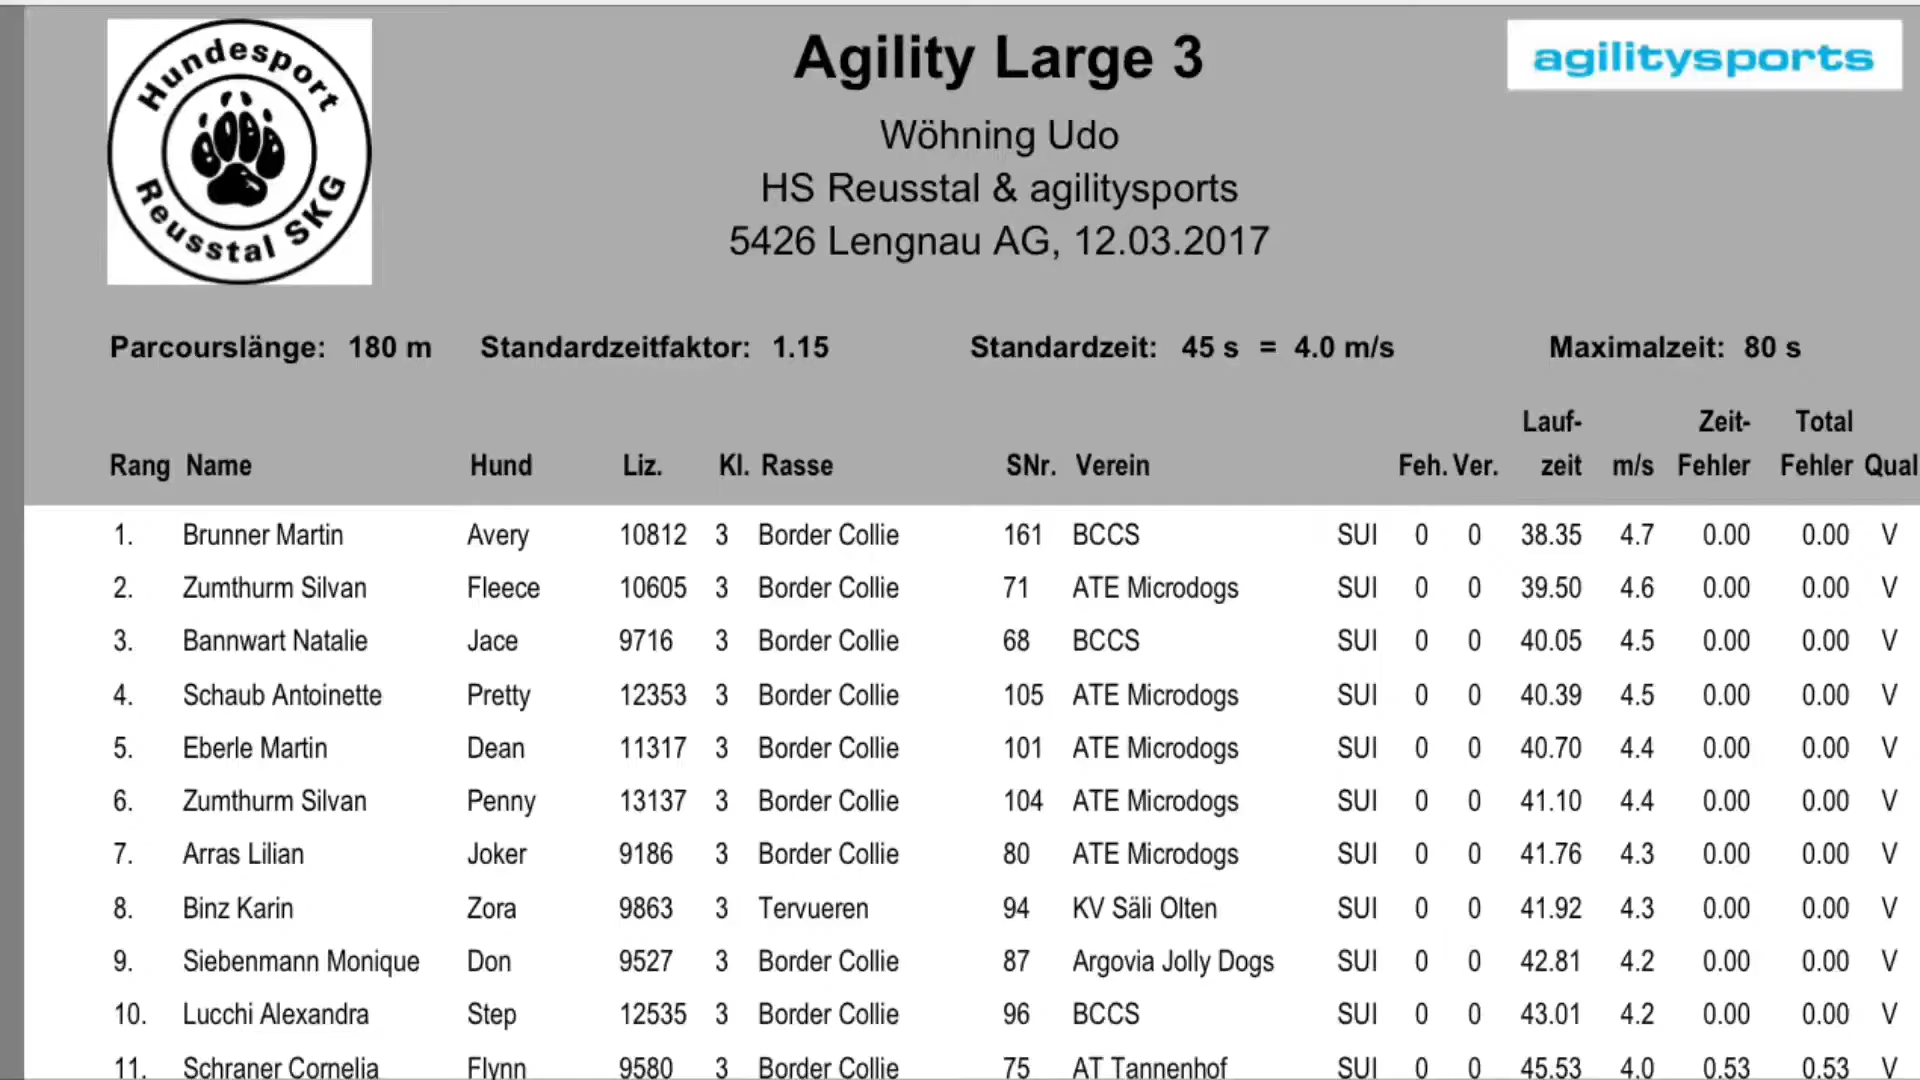 Hundesport
Reusstal SKG
Agility Large 3
agilitysports
Wöhning Udo
HS Reusstal & agilitysports
5426 Lengnau AG, 12.03.2017
Parcourslänge: 180 m Standardzeitfaktor: 1.15 Standardzeit: 45 s = 4.0 m/s Maximalzeit: 80 s
Lauf- Zeit- Total
Rang Name Hund Liz. Kl. Rasse SNr. Verein Feh. Ver. zeit m/s Fehler Fehler Qual
1. Brunner Martin Avery 10812 3 Border Collie 161 BCCS SUI 0 0 38.35 4.7 0.00 0.00 V
2. Zumthurm Silvan Fleece 10605 3 Border Collie 71 ATE Microdogs SUI 0 0 39.50 4.6 0.00 0.00 V
3. Bannwart Natalie Jace 9716 3 Border Collie 68 BCCS SUI 0 0 40.05 4.5 0.00 0.00 V
4. Schaub Antoinette Pretty 12353 3 Border Collie 105 ATE Microdogs SUI 0 0 40.39 4.5 0.00 0.00 V
5. Eberle Martin Dean 11317 3 Border Collie 101 ATE Microdogs SUI 0 0 40.70 4.4 0.00 0.00 V
6. Zumthurm Silvan Penny 13137 3 Border Collie 104 ATE Microdogs SUI 0 0 41.10 4.4 0.00 0.00 V
7. Arras Lilian Joker 9186 3 Border Collie 80 ATE Microdogs SUI 0 0 41.76 4.3 0.00 0.00 V
8. Binz Karin Zora 9863 3 Tervueren 94 KV Säli Olten SUI 0 0 41.92 4.3 0.00 0.00 V
9. Siebenmann Monique Don 9527 3 Border Collie 87 Argovia Jolly Dogs SUI 0 0 42.81 4.2 0.00 0.00 V
10. Lucchi Alexandra Step 12535 3 Border Collie 96 BCCS SUI 0 0 43.01 4.2 0.00 0.00 V
11. Schraner Cornelia Flynn 9580 3 Border Collie 75 AT Tannenhof SUI 0 0 45.53 4.0 0.53 0.53 V